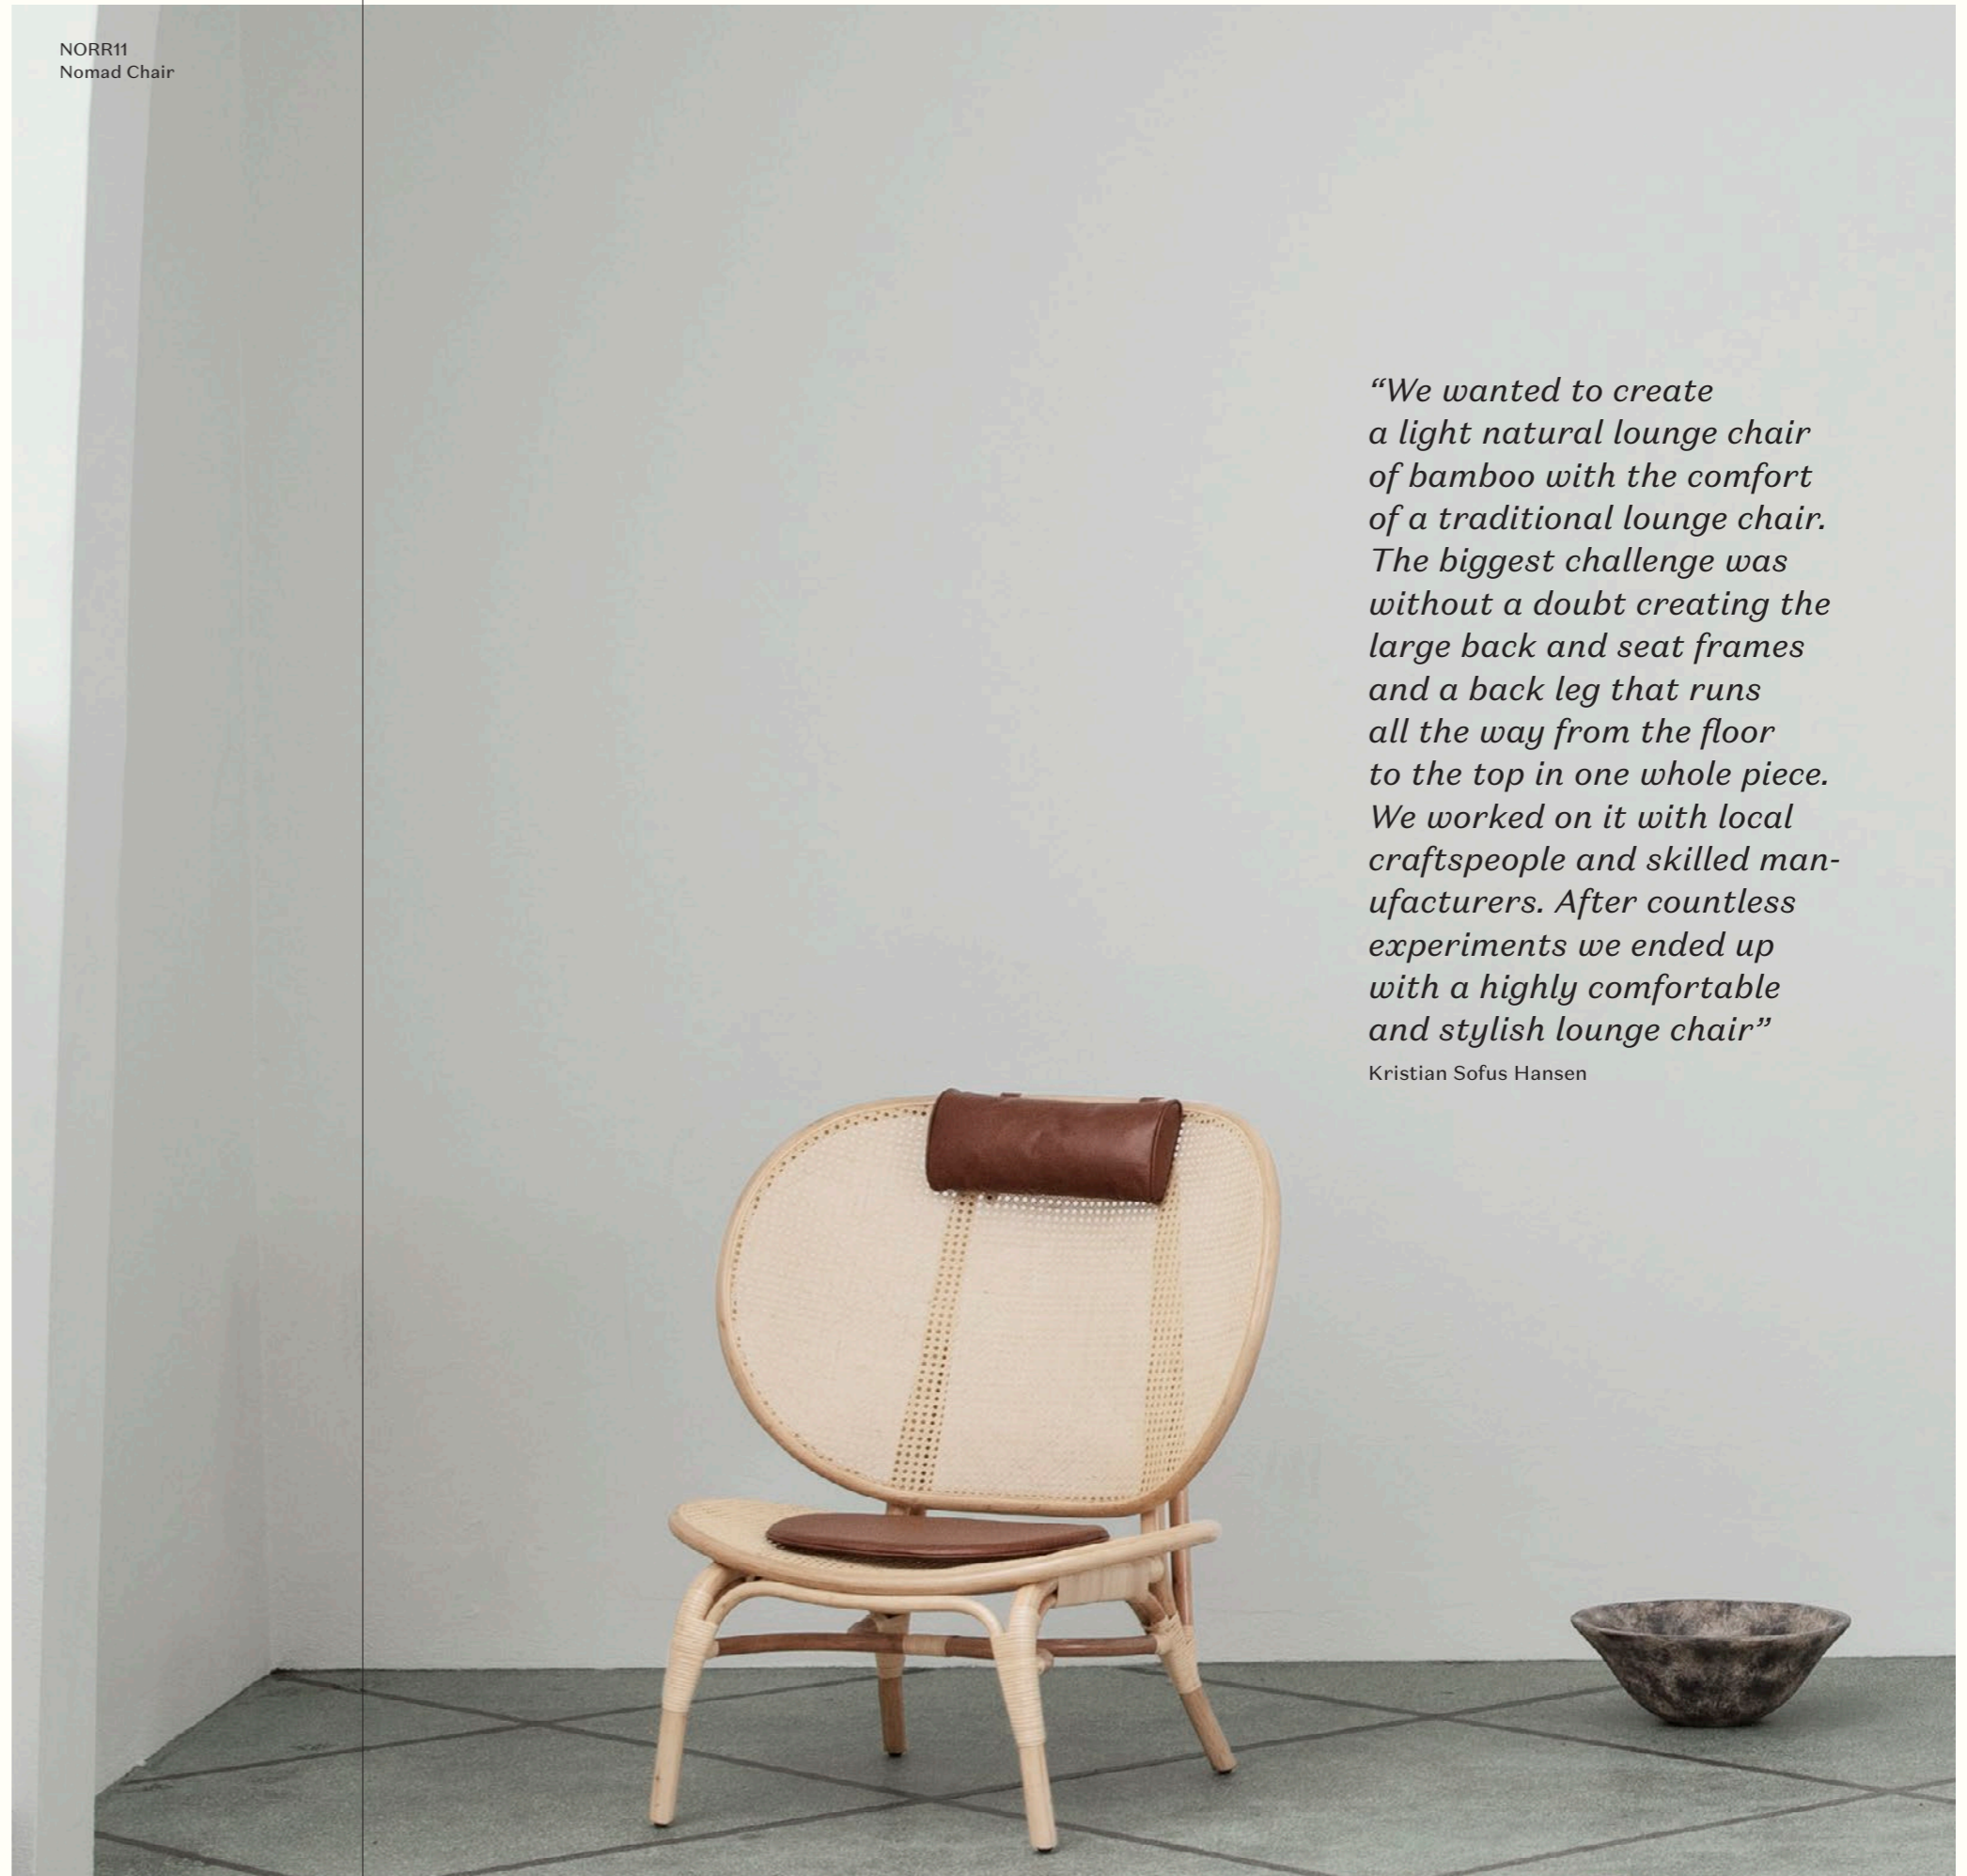 NORR11
Nomad Chair
“We wanted to create
a light natural lounge chair
of bamboo with the comfort
of a traditional lounge chair.
The biggest challenge was
without a doubt creating the
large back and seat frames
and a back leg that runs
all the way from the floor
to the top in one whole piece.
We worked on it with local
craftspeople and skilled man-
ufacturers. After countless
experiments we ended up
with a highly comfortable
and stylish lounge chair”
Kristian Sofus Hansen